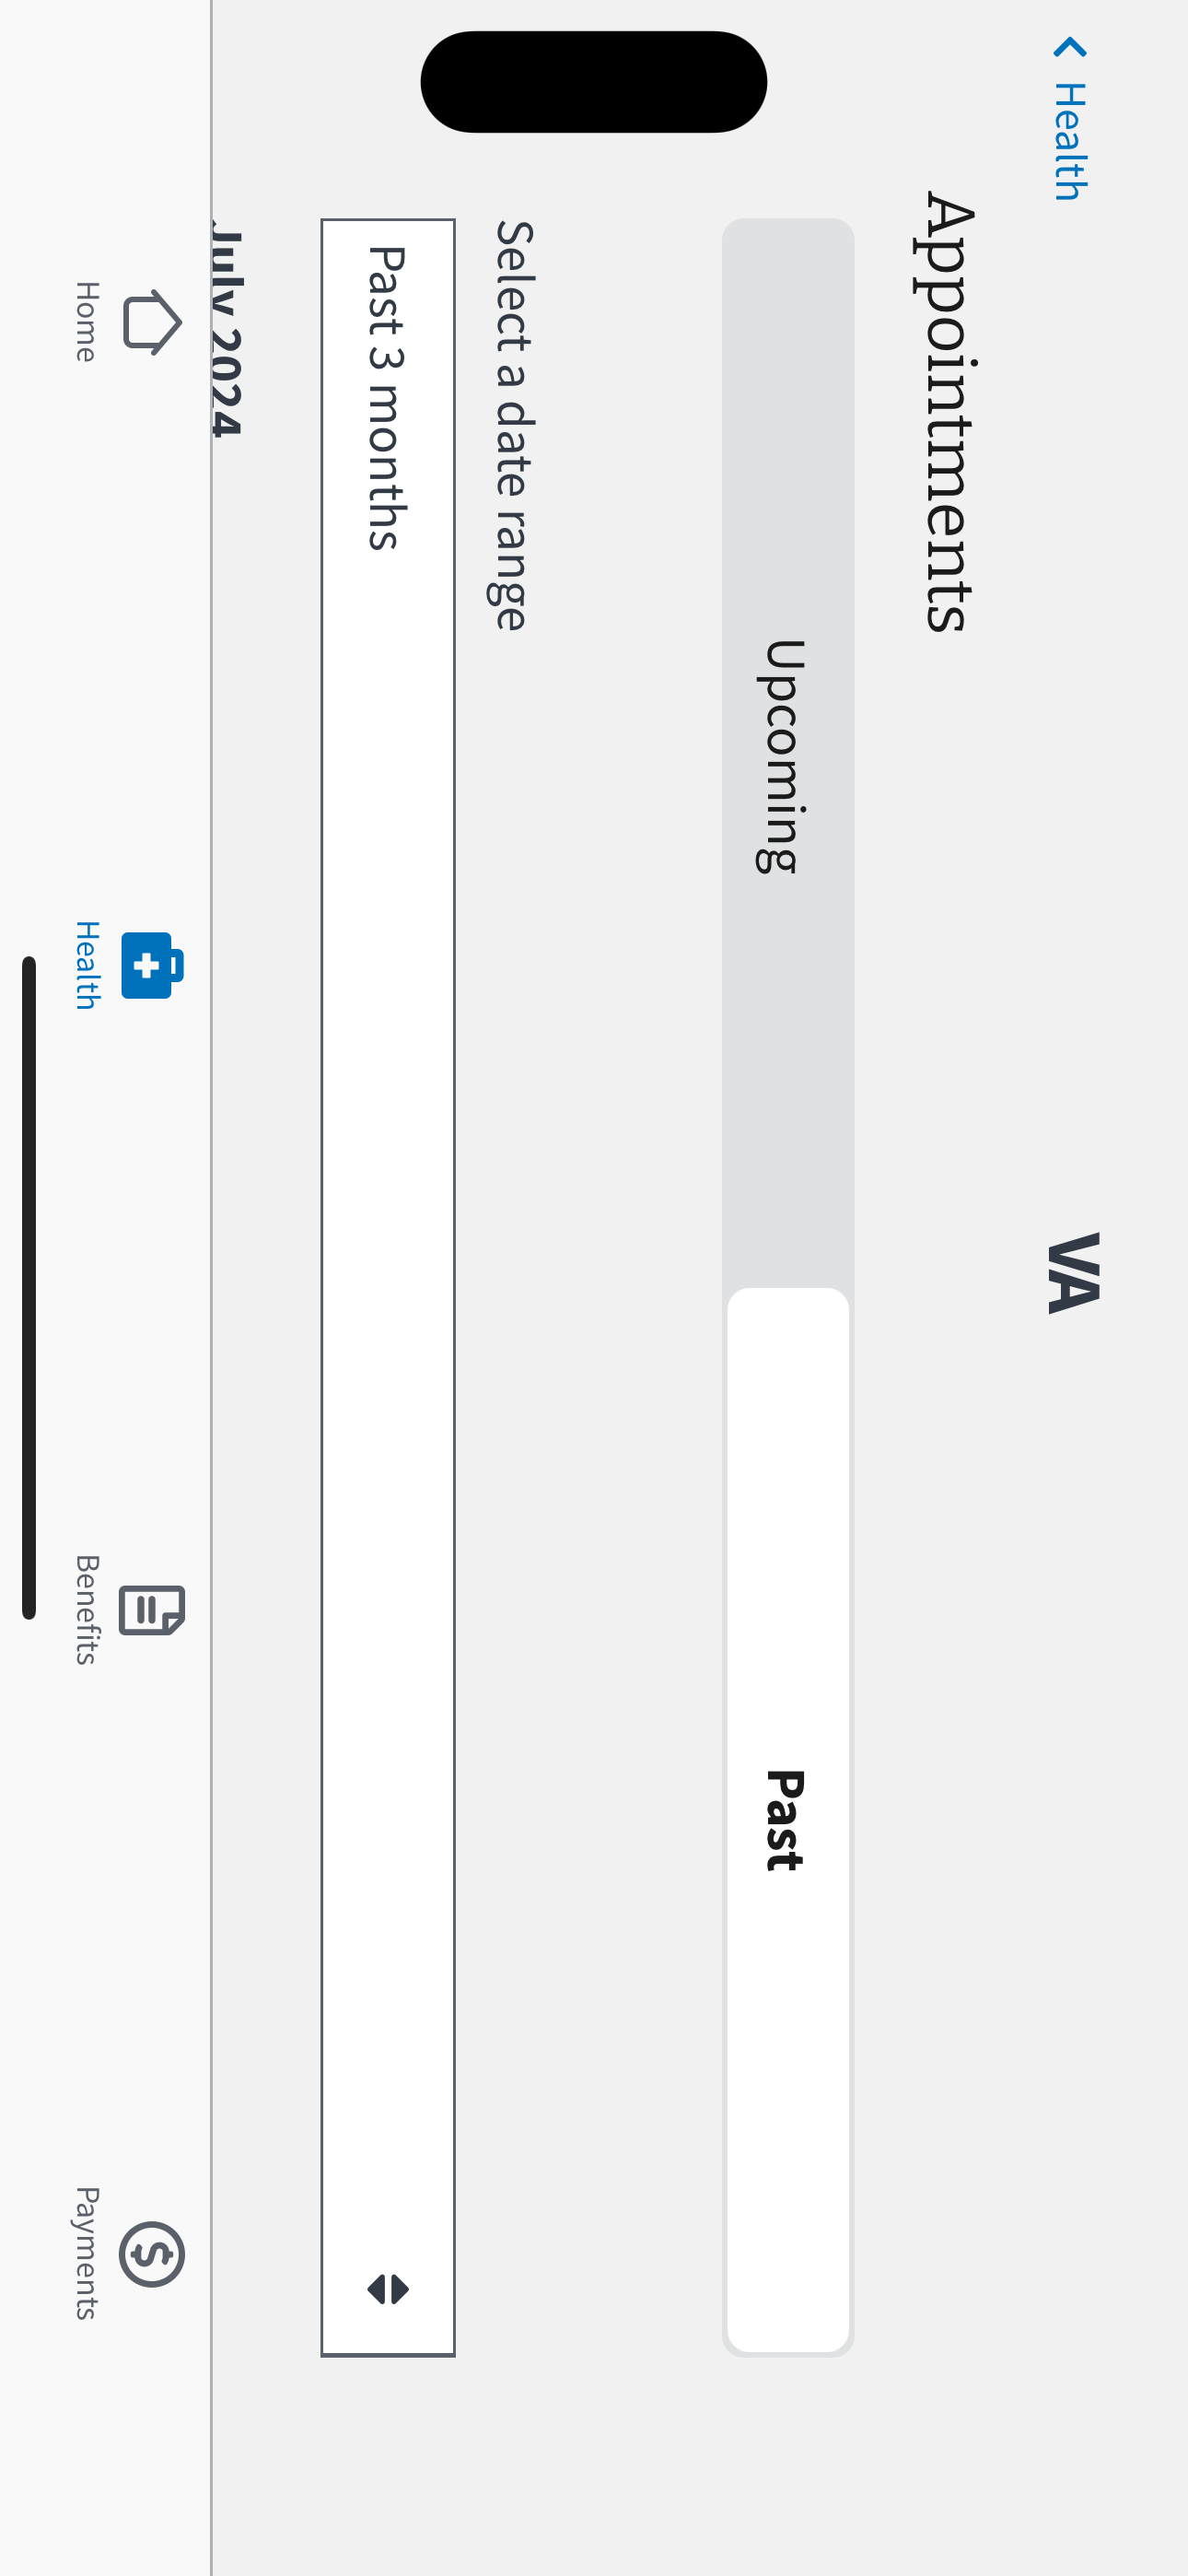 Health
VA
Appointments
Upcoming
Past
Select a date range
Past 3 months
July 2024
Home
Health
Benefits
Payments